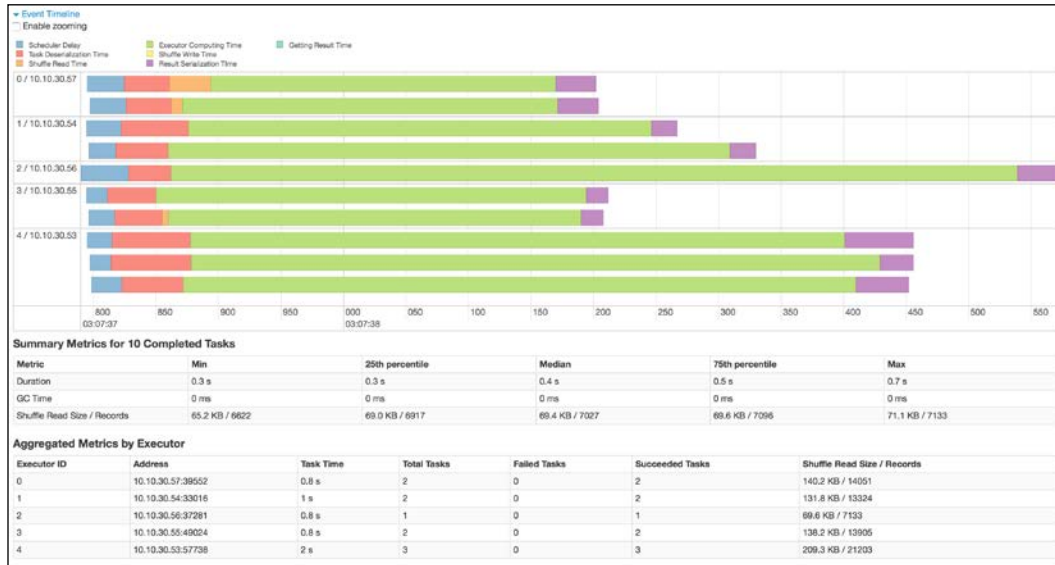 Event Timeline
Enable zooming
Scheduler Delay Executor Computing Time Getting Result Time
Task Deserialization Time Shuffle Write Time
Shuffle Read Time Result Serialization Time
0 / 10.10.30.57
1 / 10.10.30.54
2 / 10.10.30.56
3 / 10.10.30.55
4 / 10.10.30.53
800 850 900 950 000 050 100 150 200 250 300 350 400 450 500 550
03:07:37 03:07:38
Summary Metrics for 10 Completed Tasks
Metric Min 25th percentile Median 75th percentile Max
Duration 0.3 s 0.3 s 0.4 s 0.5 s 0.7 s
GC Time 0 ms 0 ms 0 ms 0 ms 0 ms
Shuffle Read Size / Records 65.2 KB / 6622 69.0 KB / 6917 69.4 KB / 7027 69.6 KB / 7096 71.1 KB / 7133
Aggregated Metrics by Executor
Executor ID Address Task Time Total Tasks Failed Tasks Succeeded Tasks Shuffle Read Size / Records
0 10.10.30.57:39552 0.8 s 2 0 2 140.2 KB / 14051
1 10.10.30.54:33016 1 s 2 0 2 131.8 KB / 13324
2 10.10.30.56:37281 0.8 s 1 0 1 69.6 KB / 7133
3 10.10.30.55:49024 0.8 s 2 0 2 138.2 KB / 13905
4 10.10.30.53:57738 2 s 3 0 3 209.3 KB / 21203